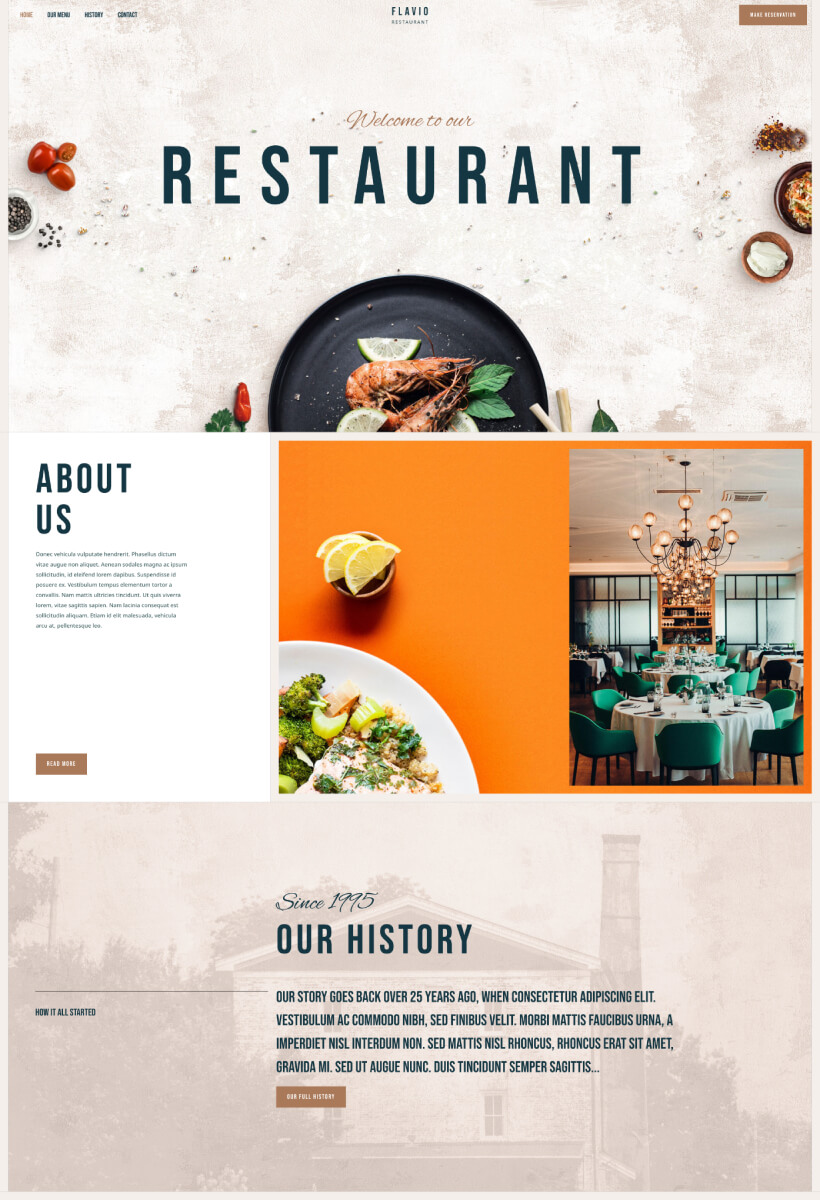 HOME OUR MENU HISTORY CONTACT
FLAVIO
RESTAURANT
MAKE RESERVATION
Welcome to our
RESTAURANT
ABOUT
US
Donec vehicula vulputate hendrerit. Phasellus dictum
vitae augue non aliquet. Aenean sodales magna ac ipsum
sollicitudin, id eleifend lorem dapibus. Suspendisse id
posuere ex. Vestibulum tempus elementum tortor a
convallis. Nam mattis ultricies tincidunt. Ut quis viverra
lorem, vitae sagittis sapien. Nam lacinia consequat est
sollicitudin aliquam. Etiam id elit malesuada, vehicula
arcu at, pellentesque leo.
READ MORE
Since 1995
OUR HISTORY
HOW IT ALL STARTED
OUR STORY GOES BACK OVER 25 YEARS AGO, WHEN CONSECTETUR ADIPISCING ELIT.
VESTIBULUM AC COMMODO NIBH, SED FINIBUS VELIT. MORBI MATTIS FAUCIBUS URNA, A
IMPERDIET NISL INTERDUM NON. SED MATTIS NISL RHONCUS, RHONCUS ERAT SIT AMET,
GRAVIDA MI. SED UT AUGUE NUNC. DUIS TINCIDUNT SEMPER SAGITTIS...
OUR FULL HISTORY